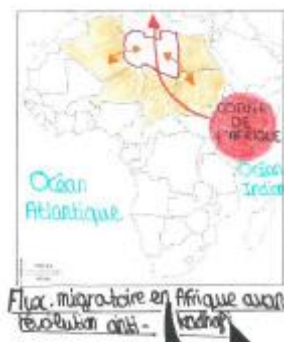 CORNE
DE
L'AFRIQUE
Océan
Atlantique
Océan
Indien
Flux migratoire en Afrique avant
révolution anti-Kadhafi